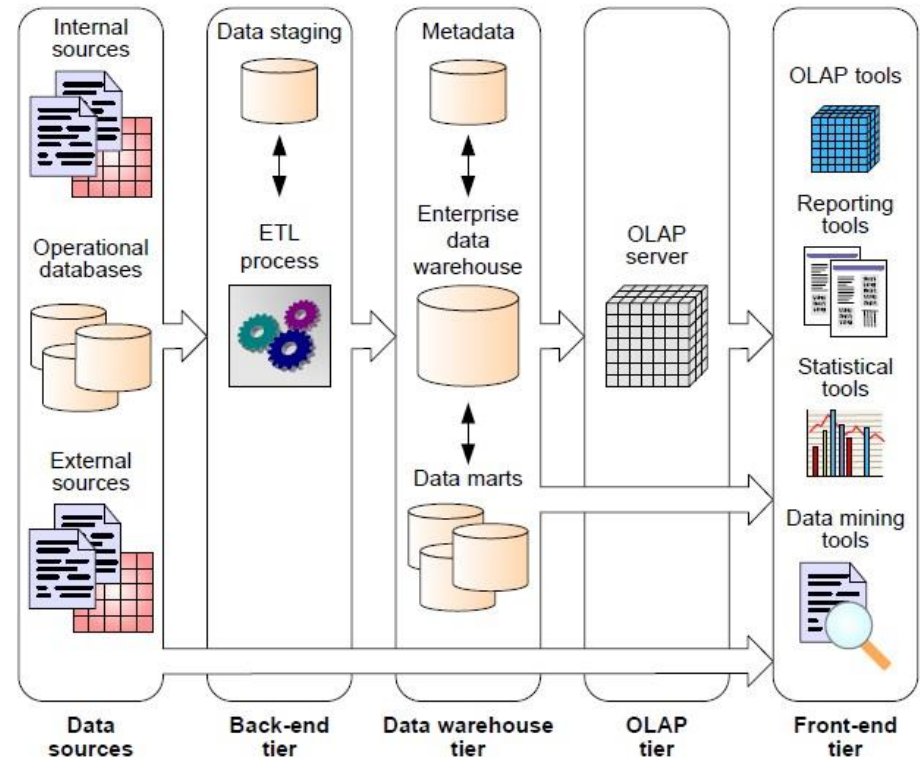 Internal
sources
Operational
databases
External
sources
Data
sources
Data staging
ETL
process
Back-end
tier
Metadata
Enterprise
data
warehouse
Data marts
Data warehouse
tier
OLAP
server
OLAP
tier
OLAP tools
Reporting
tools
Statistical
tools
Data mining
tools
Front-end
tier